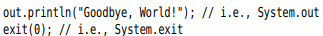 out.println("Goodbye, World!"); // i.e., System.out
exit(0); // i.e., System.exit